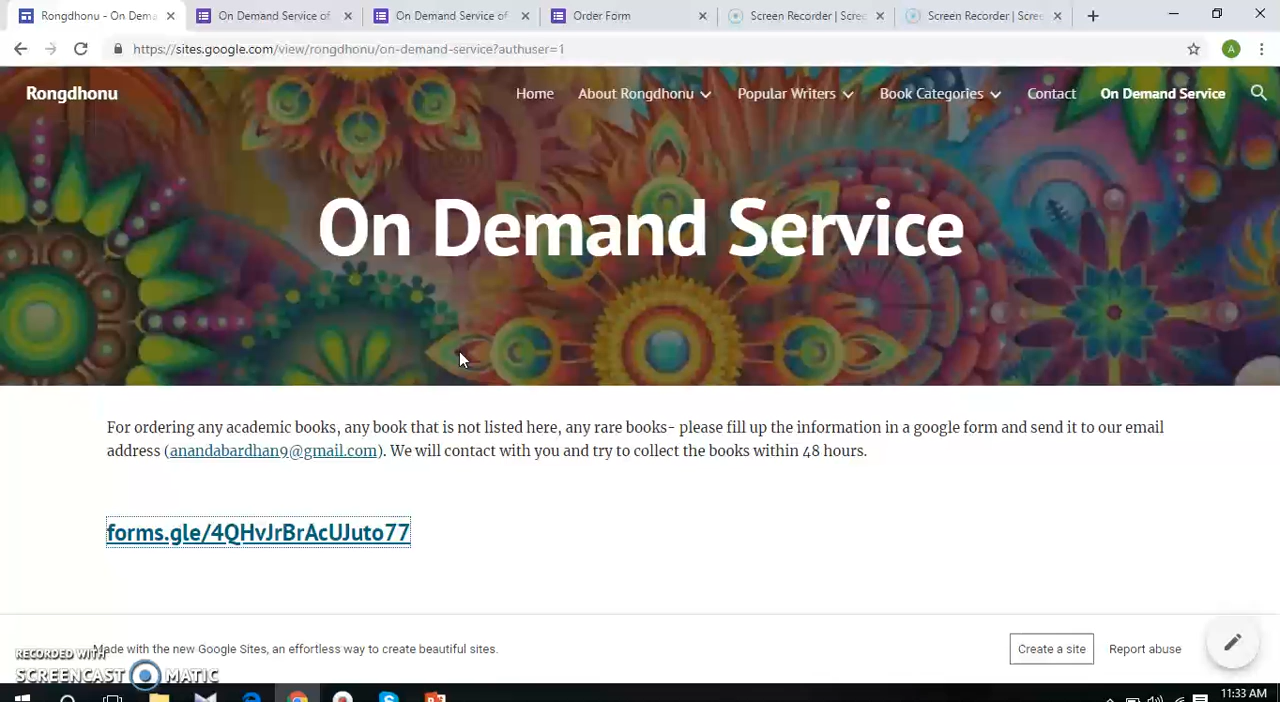 Rongdhonu - On Dema
On Demand Service of
On Demand Service of
Order Form
Screen Recorder | Scree
Screen Recorder | Scree
https://sites.google.com/view/rongdhonu/on-demand-service?authuser=1
A
Rongdhonu
Home
About Rongdhonu
Popular Writers
Book Categories
Contact
On Demand Service
On Demand Service
For ordering any academic books, any book that is not listed here, any rare books- please fill up the information in a google form and send it to our email
address (anandabardhan9@gmail.com). We will contact with you and try to collect the books within 48 hours.
forms.gle/4QHvJrBrAcUJuto77
Made with the new Google Sites, an effortless way to create beautiful sites.
Create a site
Report abuse
RECORDED WITH
SCREENCAST MATIC
11:33 AM